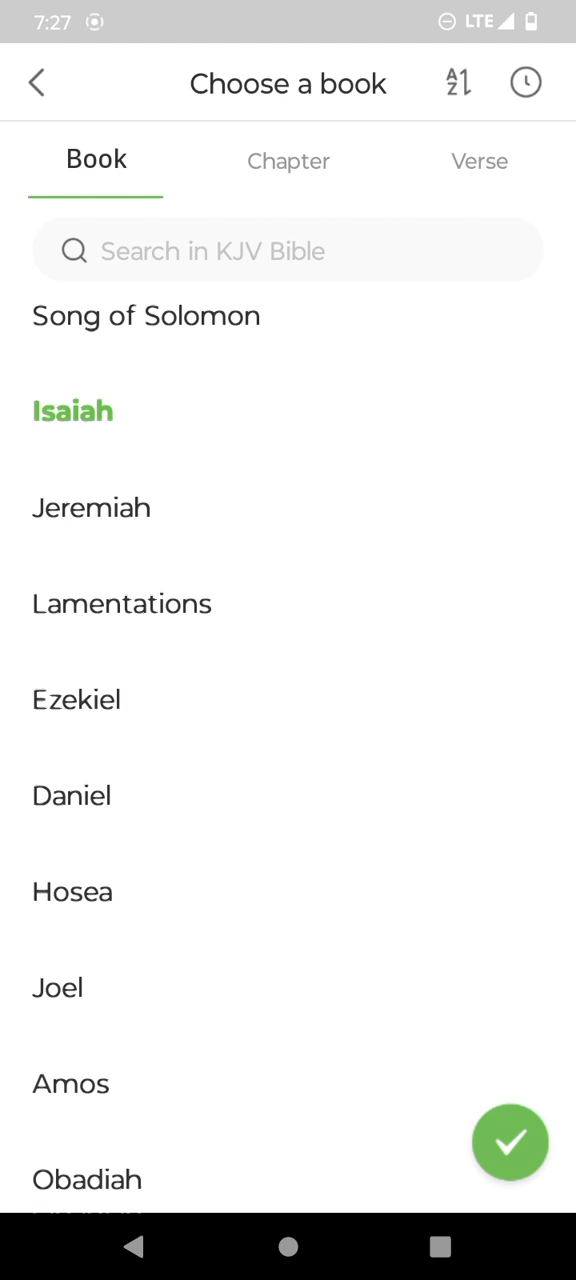 7:27
LTE
Choose a book
Book
Chapter
Verse
Search in KJV Bible
Song of Solomon
Isaiah
Jeremiah
Lamentations
Ezekiel
Daniel
Hosea
Joel
Amos
Obadiah